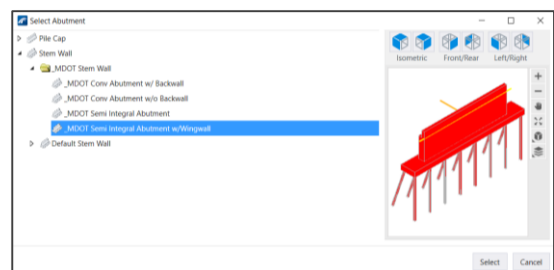 Select Abutment
Pile Cap
Stem Wall
_MDOT Stem Wall
_MDOT Conv Abutment w/ Backwall
_MDOT Conv Abutment w/o Backwall
_MDOT Semi Integral Abutment
_MDOT Semi Integral Abutment w/Wingwall
Default Stem Wall
Isometric Front/Rear Left/Right
Select Cancel